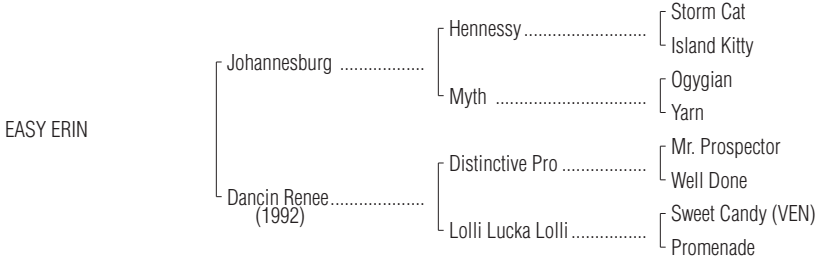 Storm Cat
Hennessy ..........................
Island Kitty
Johannesburg ..................
Ogygian
Myth ................................
Yarn
EASY ERIN
Mr. Prospector
Distinctive Pro ..................
Well Done
Dancin Renee....................
(1992)
Sweet Candy (VEN)
Lolli Lucka Lolli................
Promenade